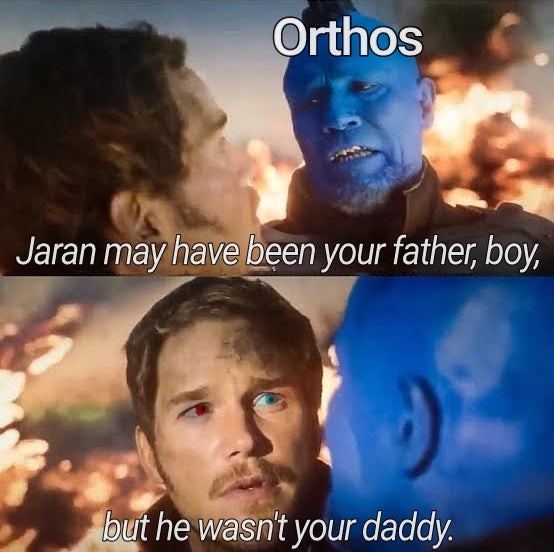 Orthos
Jaran may have been your father, boy,
but he wasn't your daddy.